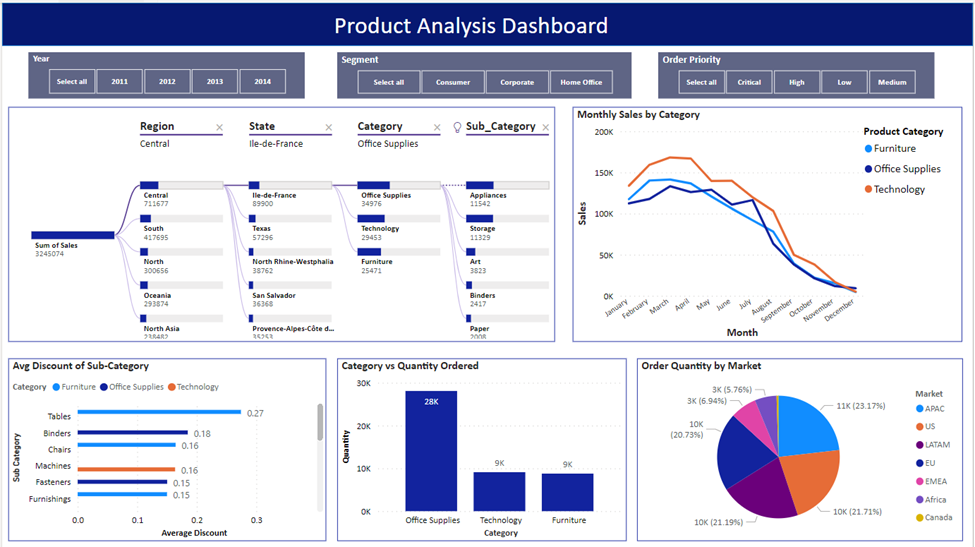 Product Analysis Dashboard
Year
Select all 2011 2012 2013 2014
Segment
Select all Consumer Corporate Home Office
Order Priority
Select all Critical High Low Medium
Region
Central
State
Ile-de-France
Category
Office Supplies
Sub_Category
Sum of Sales
3245074
Central
711677
South
417695
North
300656
Oceania
293874
North Asia
238482
Ile-de-France
89900
Texas
57296
North Rhine-Westphalia
38762
San Salvador
36368
Provence-Alpes-Côte d...
35253
Office Supplies
34976
Technology
29453
Furniture
25471
Appliances
11542
Storage
11329
Art
3823
Binders
2417
Paper
2008
Monthly Sales by Category
200K
150K
100K
50K
0K
Sales
January February March April May June July August September October November December
Month
Product Category
Furniture
Office Supplies
Technology
Avg Discount of Sub-Category
Category Furniture Office Supplies Technology
Sub Category
Tables 0.27
Binders 0.18
Chairs 0.16
Machines 0.16
Fasteners 0.15
Furnishings 0.15
0.0 0.1 0.2 0.3
Average Discount
Category vs Quantity Ordered
30K
20K
10K
0K
Quantity
28K
9K
9K
Office Supplies Technology Furniture
Category
Order Quantity by Market
3K (5.76%)
3K (6.94%)
10K
(20.73%)
11K (23.17%)
10K (21.71%)
10K (21.19%)
Market
APAC
US
LATAM
EU
EMEA
Africa
Canada